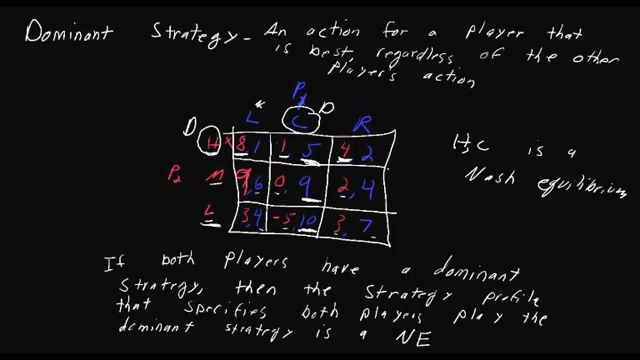 Dominant Strategy - An action for a player that
is best, regardless of the other
player's action
P1
D * D
L C R
H x 8 1 1 5 4 2
P2 M 9, 6 0, 9 2, 4
L 3, 4 -5, 10 3, 7
H,C is a
Nash equilibrium
If both players have a dominant
strategy, then the strategy profile
that specifies both players play the
dominant strategy is a NE